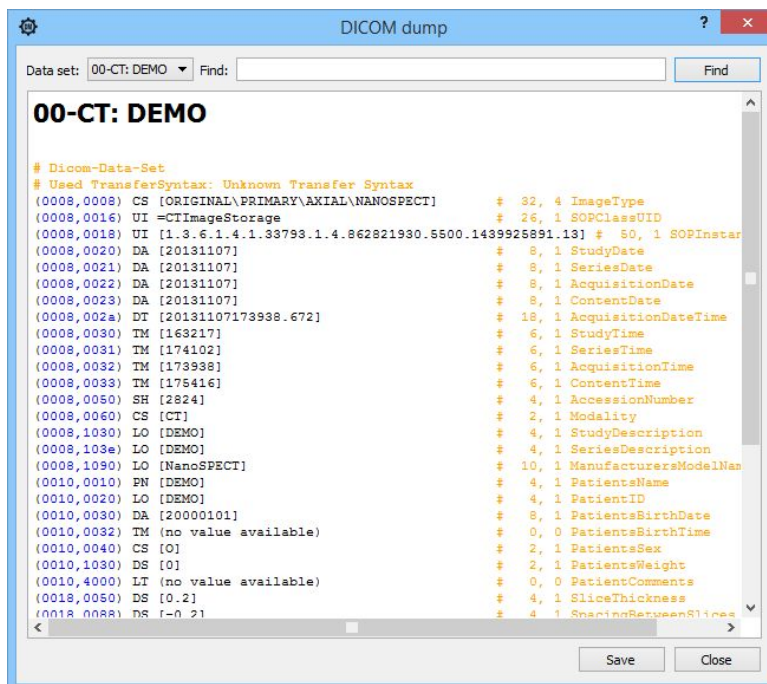 DICOM dump
? ×
Data set: 00-CT: DEMO Find: Find
00-CT: DEMO
# Dicom-Data-Set
# Used TransferSyntax: Unknown Transfer Syntax
(0008,0008) CS [ORIGINAL\PRIMARY\AXIAL\NANOSPECT] # 32, 4 ImageType
(0008,0016) UI =CTImageStorage # 26, 1 SOPClassUID
(0008,0018) UI [1.3.6.1.4.1.33793.1.4.862821930.5500.1439925891.13] # 50, 1 SOPInstan
(0008,0020) DA [20131107] # 8, 1 StudyDate
(0008,0021) DA [20131107] # 8, 1 SeriesDate
(0008,0022) DA [20131107] # 8, 1 AcquisitionDate
(0008,0023) DA [20131107] # 8, 1 ContentDate
(0008,002a) DT [20131107173938.672] # 18, 1 AcquisitionDateTime
(0008,0030) TM [163217] # 6, 1 StudyTime
(0008,0031) TM [174102] # 6, 1 SeriesTime
(0008,0032) TM [173938] # 6, 1 AcquisitionTime
(0008,0033) TM [175416] # 6, 1 ContentTime
(0008,0050) SH [2824] # 4, 1 AccessionNumber
(0008,0060) CS [CT] # 2, 1 Modality
(0008,1030) LO [DEMO] # 4, 1 StudyDescription
(0008,103e) LO [DEMO] # 4, 1 SeriesDescription
(0008,1090) LO [NanoSPECT] # 10, 1 ManufacturersModelNam
(0010,0010) PN [DEMO] # 4, 1 PatientsName
(0010,0020) LO [DEMO] # 4, 1 PatientID
(0010,0030) DA [20000101] # 8, 1 PatientsBirthDate
(0010,0032) TM (no value available) # 0, 0 PatientsBirthTime
(0010,0040) CS [O] # 2, 1 PatientsSex
(0010,1030) DS [0] # 2, 1 PatientsWeight
(0010,4000) LT (no value available) # 0, 0 PatientComments
(0018,0050) DS [0.2] # 4, 1 SliceThickness
(0018,0088) DS [-0.2] # 4, 1 SpacingBetweenSlices
Save Close